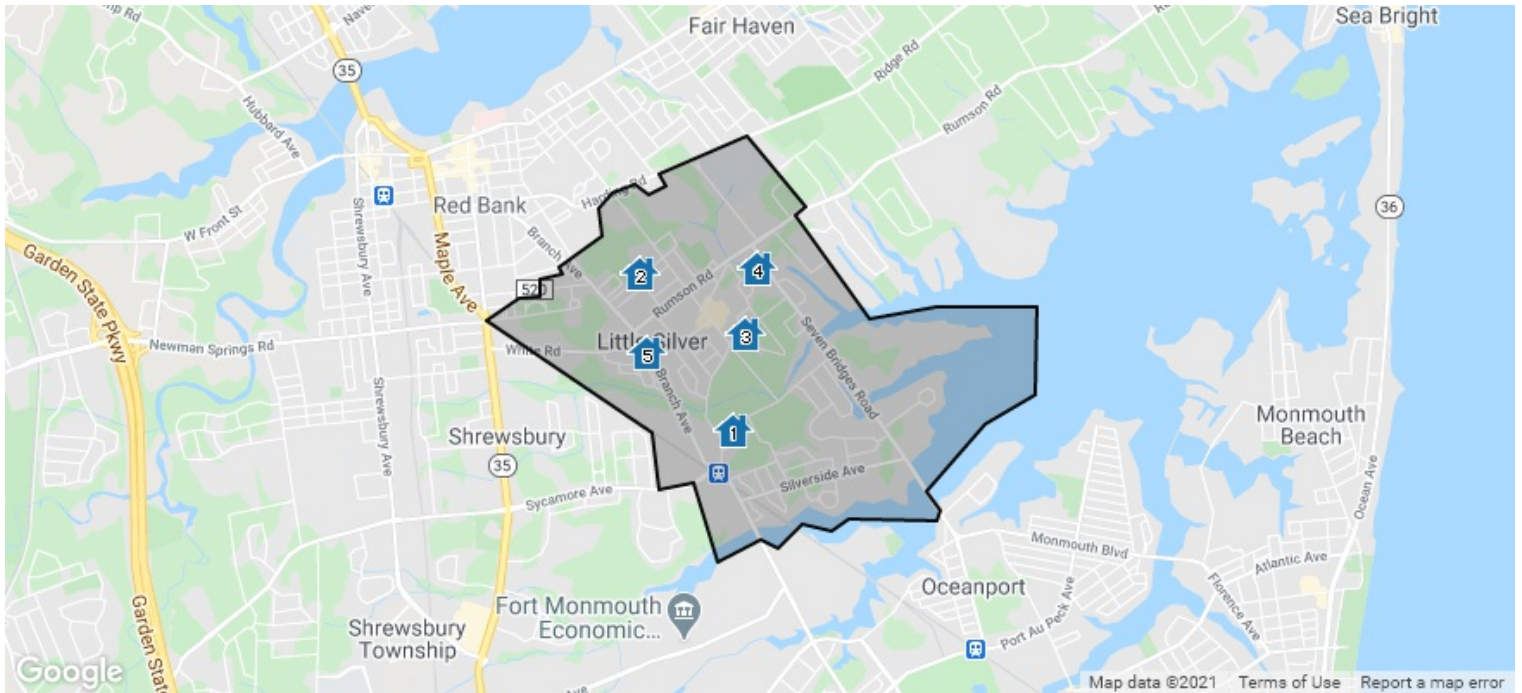 Sea Bright
Fair Haven
Ridge Rd
Rumson Rd
35
Hubbard Ave
36
Harding Rd
Red Bank
W Front St
Shrewsbury Ave
Maple Ave
Branch Ave
Garden State Pkwy
2
4
520
Rumson Rd
Newman Springs Rd
White Rd
Little Silver
3
5
Seven Bridges Road
Branch Ave
Shrewsbury Ave
1
Monmouth
Beach
Shrewsbury
35
Silverside Ave
Sycamore Ave
Ocean Ave
Monmouth Blvd
Atlantic Ave
Oceanport
Florence Ave
Port Au Peck Ave
Fort Monmouth
Economic...
Shrewsbury
Township
Garden State
Google
Map data ©2021 Terms of Use Report a map error